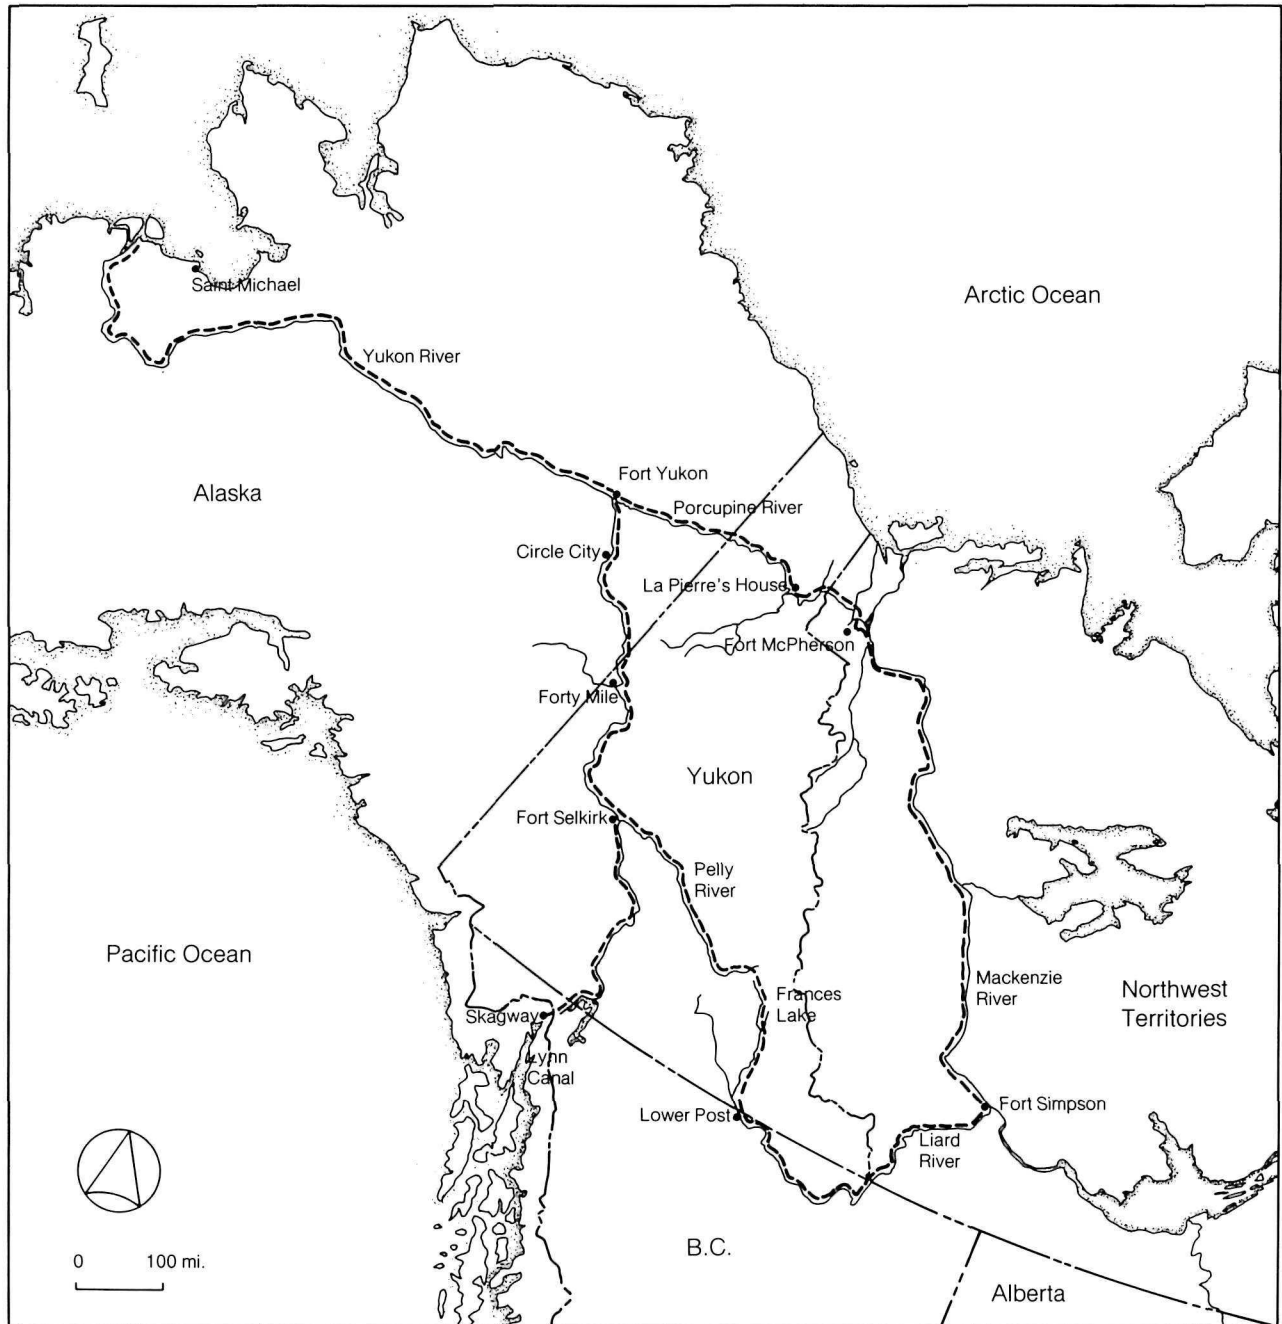 Arctic Ocean
Saint Michael
Yukon River
Alaska
Fort Yukon
Porcupine River
Circle City
La Pierre's House
Fort McPherson
Forty Mile
Yukon
Fort Selkirk
Pelly
River
Pacific Ocean
Frances
Lake
Mackenzie
River
Northwest
Territories
Skagway
Lynn
Canal
Lower Post
Fort Simpson
Liard
River
B.C.
Alberta
0 100 mi.